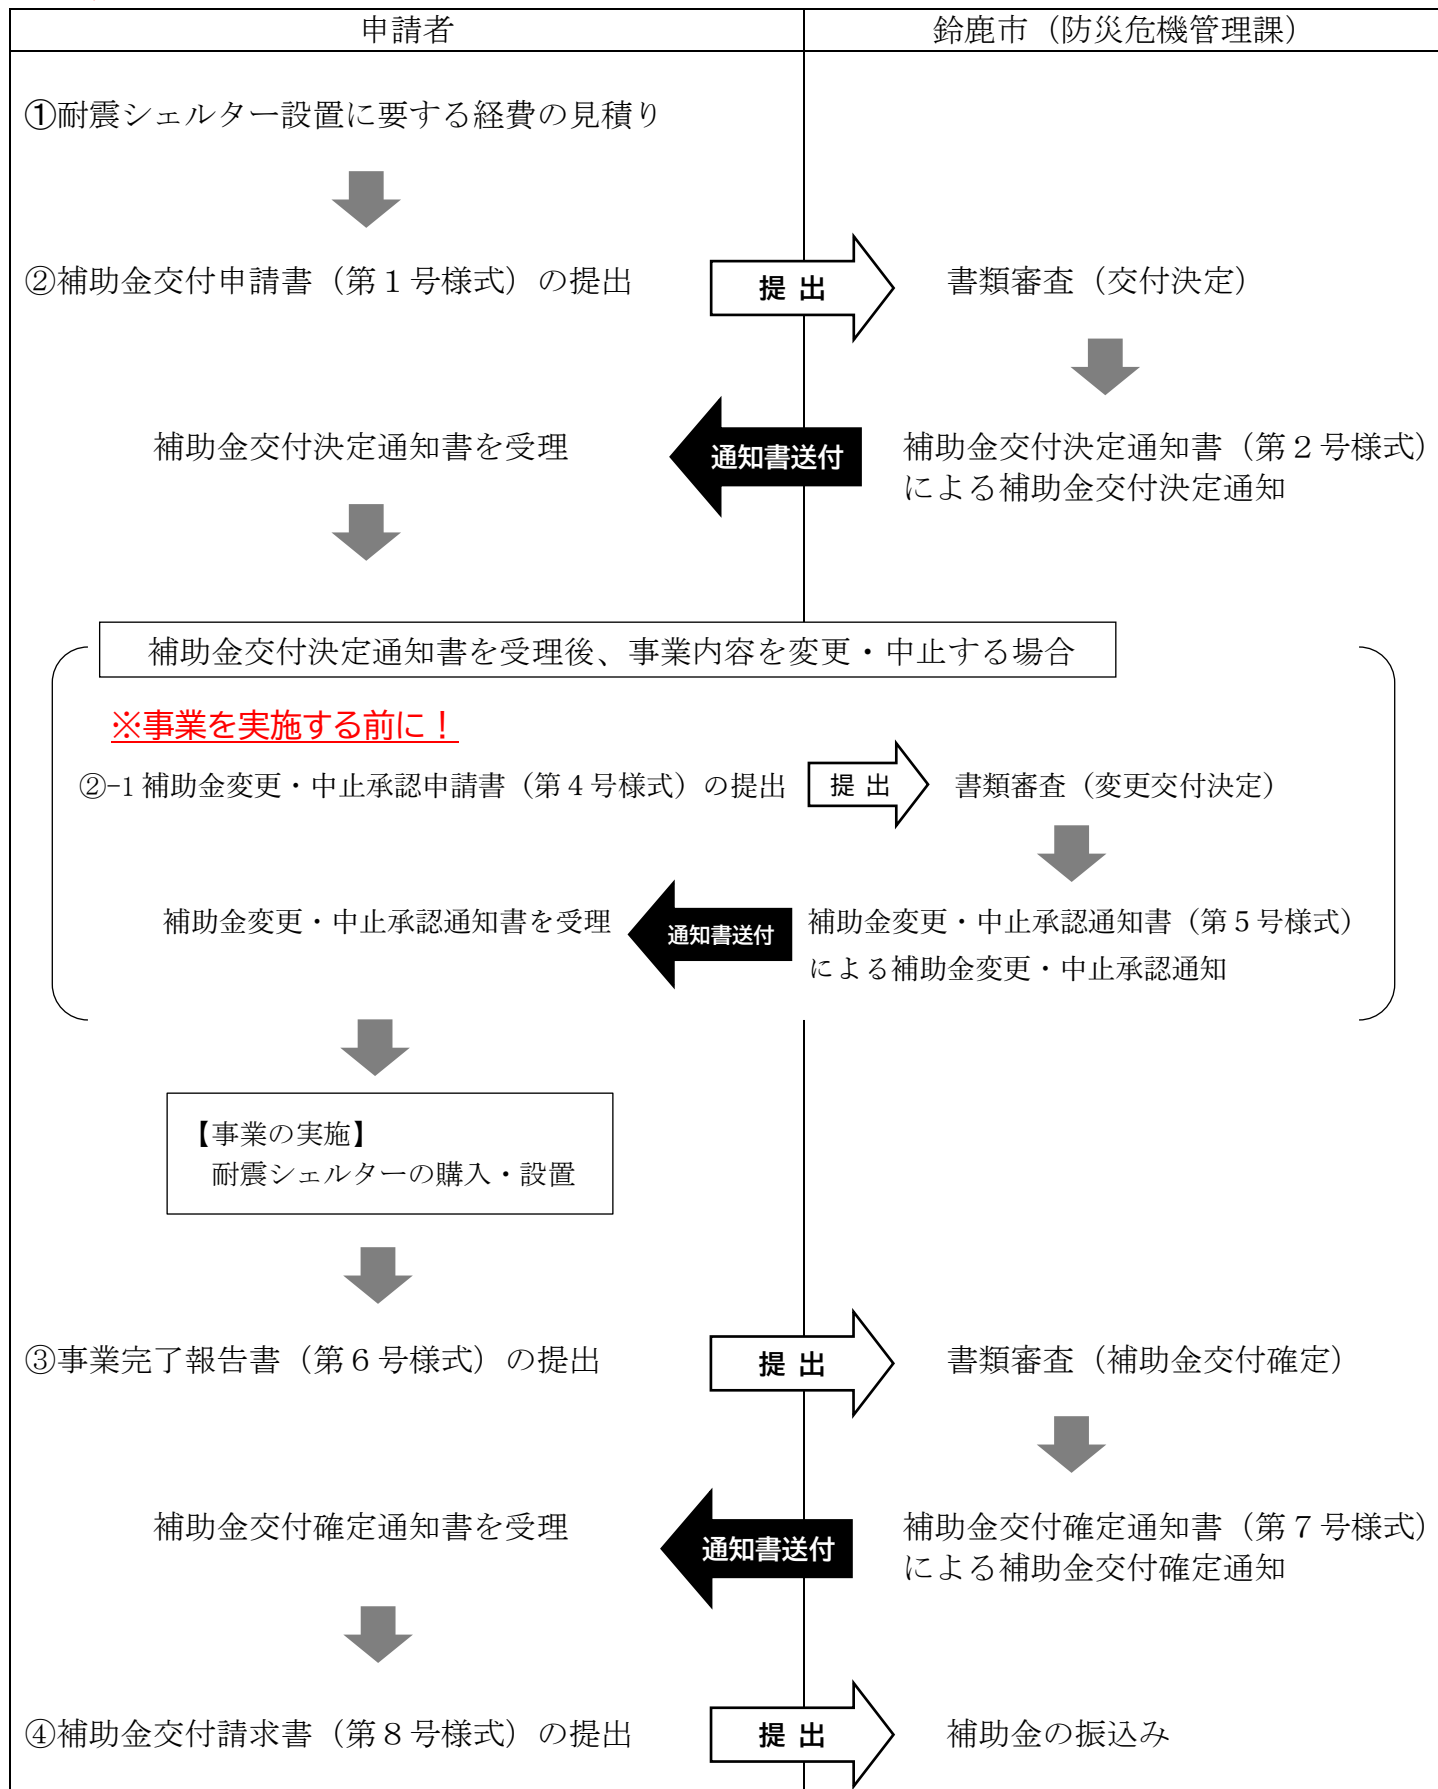 申請者
鈴鹿市（防災危機管理課）
①耐震シェルター設置に要する経費の見積り
②補助金交付申請書（第１号様式）の提出
提 出
書類審査（交付決定）
補助金交付決定通知書を受理
通知書送付
補助金交付決定通知書（第２号様式）
による補助金交付決定通知
補助金交付決定通知書を受理後、事業内容を変更・中止する場合
※事業を実施する前に！
②-1 補助金変更・中止承認申請書（第４号様式）の提出
提 出
書類審査（変更交付決定）
補助金変更・中止承認通知書を受理
通知書送付
補助金変更・中止承認通知書（第５号様式）
による補助金変更・中止承認通知
【事業の実施】
耐震シェルターの購入・設置
③事業完了報告書（第６号様式）の提出
提 出
書類審査（補助金交付確定）
補助金交付確定通知書を受理
通知書送付
補助金交付確定通知書（第７号様式）
による補助金交付確定通知
④補助金交付請求書（第８号様式）の提出
提 出
補助金の振込み